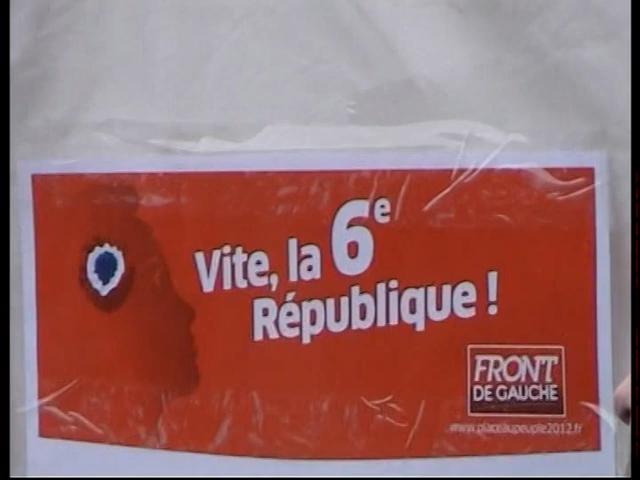 Vite, la 6e
République !
FRONT
DE GAUCHE
www.placeaupeuple2012.fr